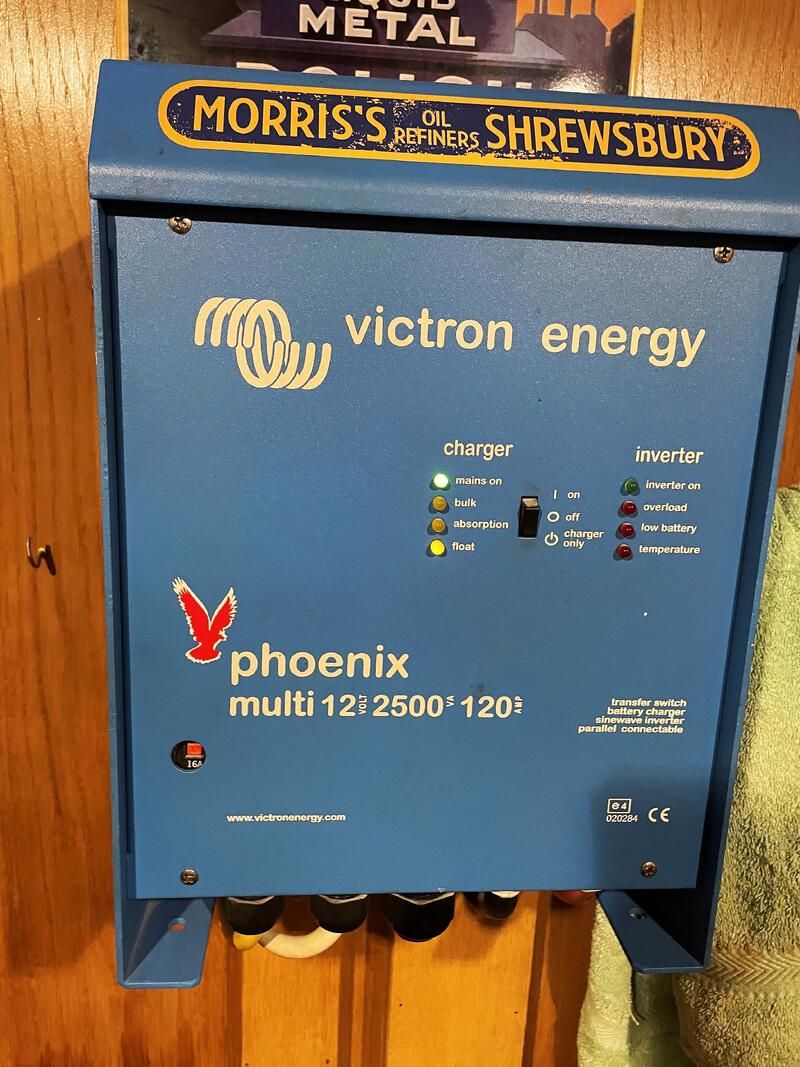 LIQUID
METAL
POLISH
MORRIS'S OIL REFINERS SHREWSBURY
victron energy
charger
mains on
bulk
absorption
float
I on
O off
charger only
inverter
inverter on
overload
low battery
temperature
phoenix
multi 12 VOLT 2500 VA 120 AMP
transfer switch
battery charger
sinewave inverter
parallel connectable
16A
www.victronenergy.com
e4
020284
CE